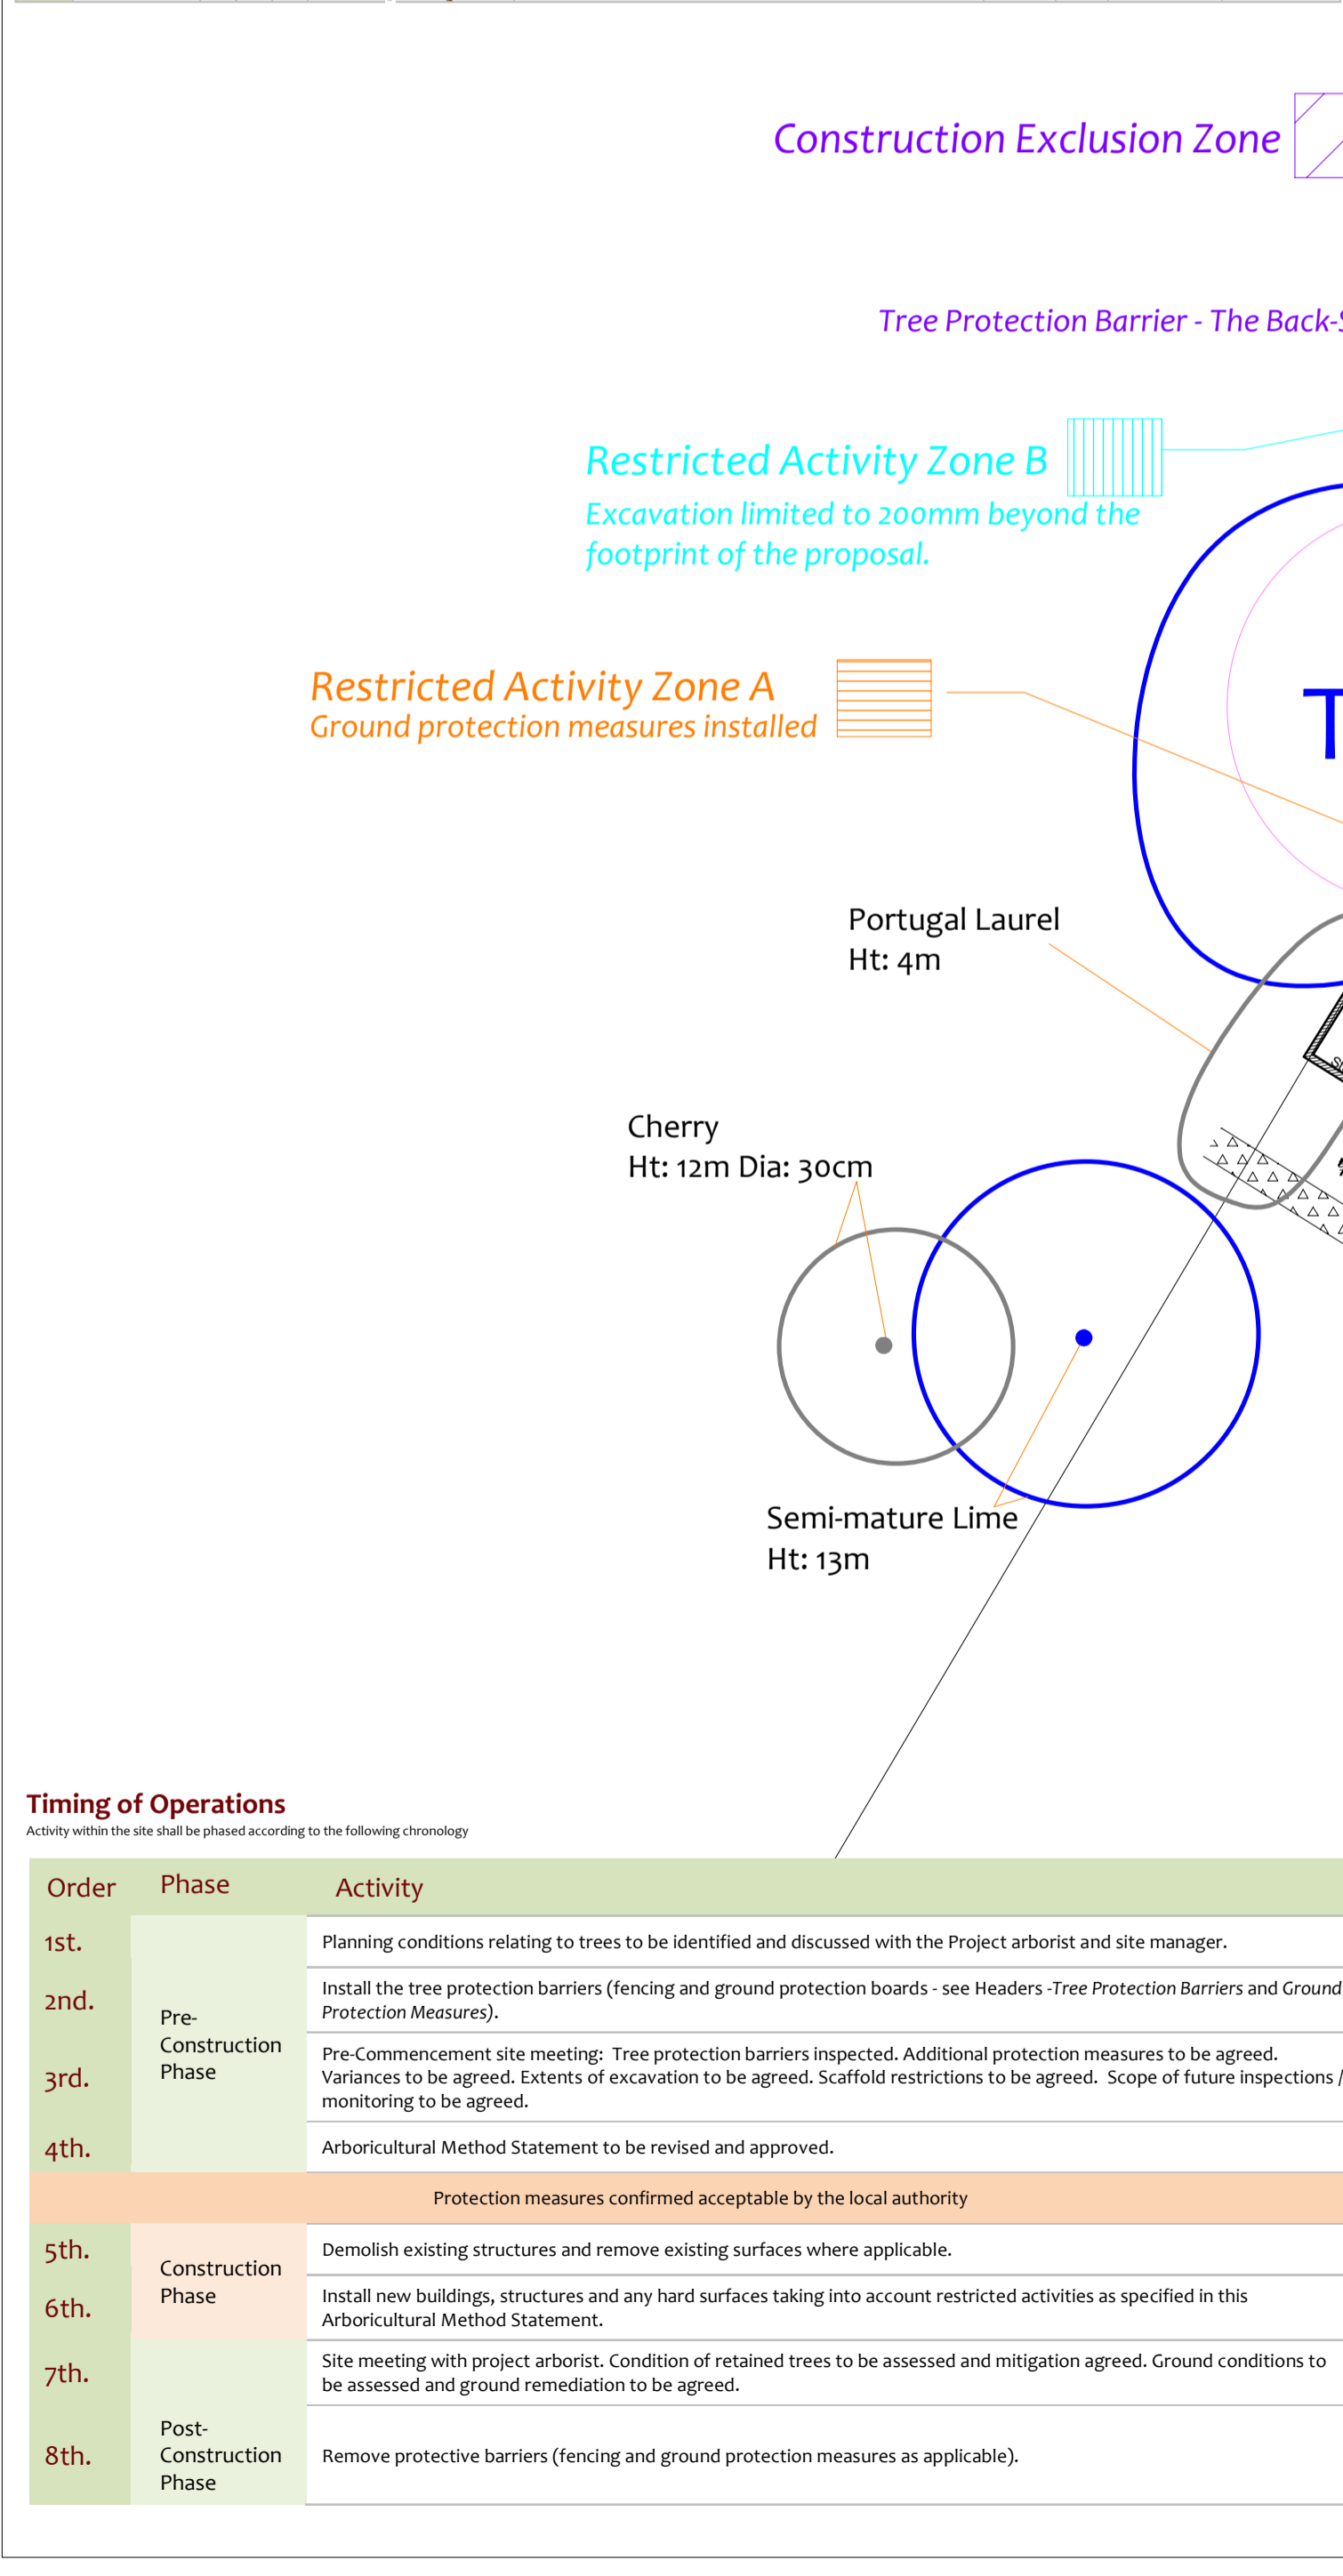 Construction Exclusion Zone
Tree Protection Barrier - The Back-
Restricted Activity Zone B
Excavation limited to 200mm beyond the
footprint of the proposal.
Restricted Activity Zone A
Ground protection measures installed
T
Portugal Laurel
Ht: 4m
Cherry
Ht: 12m Dia: 30cm
Semi-mature Lime
Ht: 13m
Timing of Operations
Activity within the site shall be phased according to the following chronology
Order Phase Activity
1st. Planning conditions relating to trees to be identified and discussed with the Project arborist and site manager.
2nd. Install the tree protection barriers (fencing and ground protection boards - see Headers -Tree Protection Barriers and Ground
Protection Measures).
Pre-
Construction
Phase
3rd. Pre-Commencement site meeting: Tree protection barriers inspected. Additional protection measures to be agreed.
Variances to be agreed. Extents of excavation to be agreed. Scaffold restrictions to be agreed. Scope of future inspections /
monitoring to be agreed.
4th. Arboricultural Method Statement to be revised and approved.
Protection measures confirmed acceptable by the local authority
5th. Demolish existing structures and remove existing surfaces where applicable.
Construction
Phase
6th. Install new buildings, structures and any hard surfaces taking into account restricted activities as specified in this
Arboricultural Method Statement.
7th. Site meeting with project arborist. Condition of retained trees to be assessed and mitigation agreed. Ground conditions to
be assessed and ground remediation to be agreed.
Post-
Construction
Phase
8th. Remove protective barriers (fencing and ground protection measures as applicable).